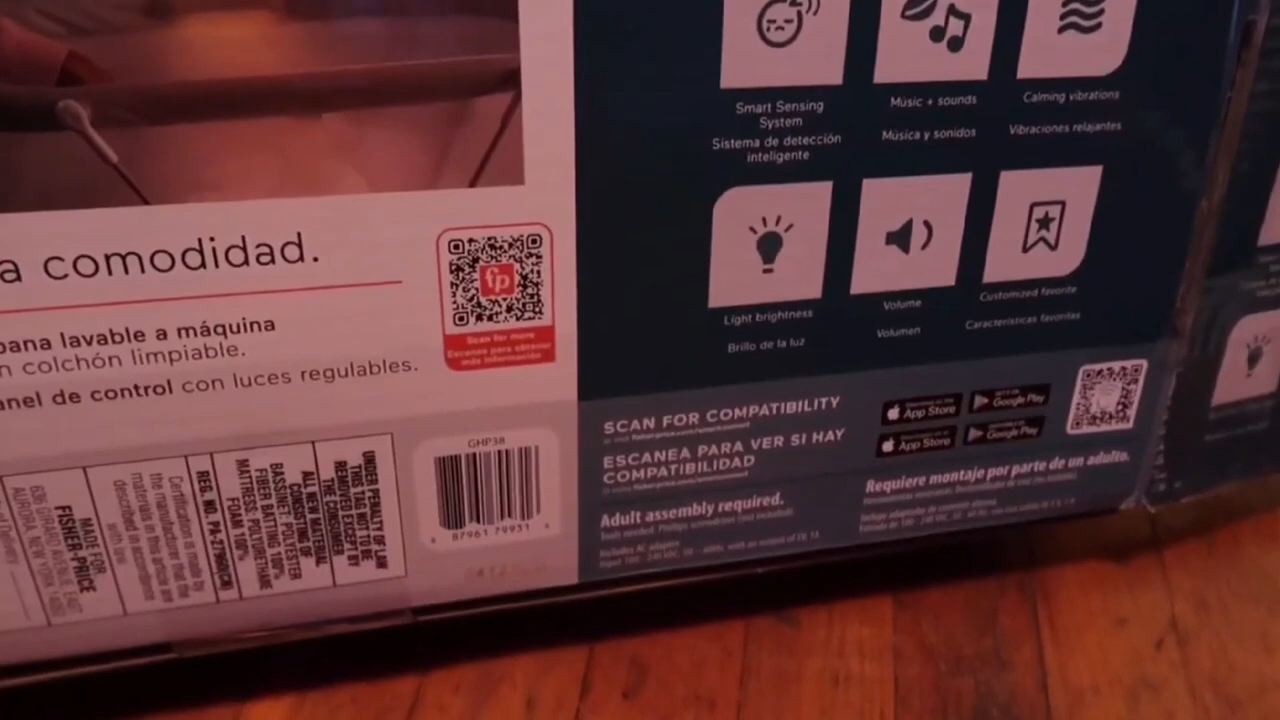 a comodidad.
pana lavable a máquina
n colchón limpiable.
anel de control con luces regulables.
fp
Scan for more
Escanea para obtener
más información
MADE FOR
FISHER-PRICE
636 GIRARD AVENUE EAST
AURORA, NEW YORK 14052
Certification is made by
the manufacturer that the
materials in this article are
described in accordance
with law.
REG. NO. PA-27960(CN)
ALL NEW MATERIAL
CONSISTING OF
BASSINET: POLYESTER
FIBER BATTING 100%
MATTRESS: POLYURETHANE
FOAM 100%
UNDER PENALTY OF LAW
THIS TAG NOT TO BE
REMOVED EXCEPT BY
THE CONSUMER
GHP38
87961 79931
Smart Sensing
System
Sistema de detección
inteligente
Music + sounds
Música y sonidos
Calming vibrations
Vibraciones relajantes
Light brightness
Brillo de la luz
Volume
Volumen
Customized favorite
Características favoritas
SCAN FOR COMPATIBILITY
ESCANEA PARA VER SI HAY
COMPATIBILIDAD
App Store
Google Play
App Store
Google Play
Adult assembly required.
Tools needed: Phillips screwdriver (not included).
Includes AC adapter.
Requiere montaje por parte de un adulto.